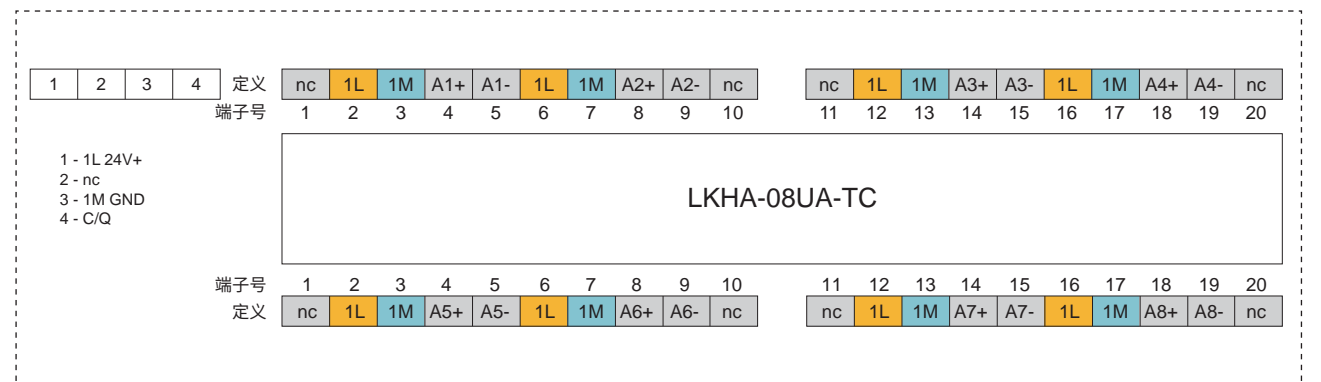 1 2 3 4 定义 nc 1L 1M A1+ A1- 1L 1M A2+ A2- nc nc 1L 1M A3+ A3- 1L 1M A4+ A4- nc
端子号 1 2 3 4 5 6 7 8 9 10 11 12 13 14 15 16 17 18 19 20
1 - 1L 24V+
2 - nc
3 - 1M GND
4 - C/Q
LKHA-08UA-TC
端子号 1 2 3 4 5 6 7 8 9 10 11 12 13 14 15 16 17 18 19 20
定义 nc 1L 1M A5+ A5- 1L 1M A6+ A6- nc nc 1L 1M A7+ A7- 1L 1M A8+ A8- nc